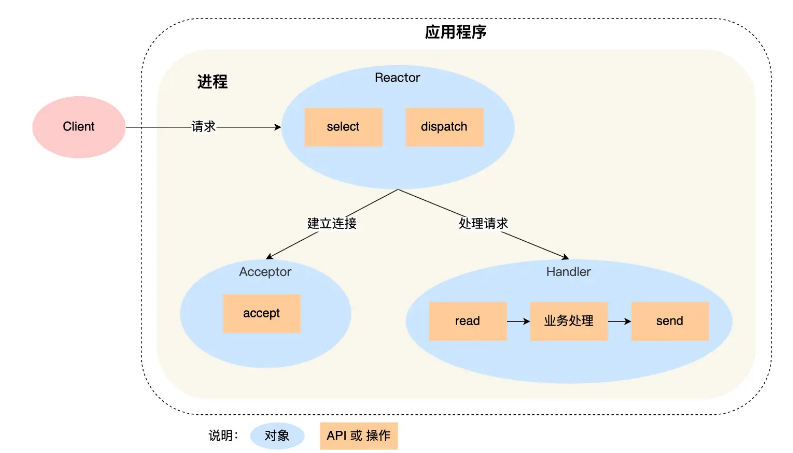 应用程序
进程
Reactor
Client
请求
select
dispatch
建立连接
处理请求
Acceptor
Handler
accept
read
业务处理
send
说明：
对象
API 或 操作